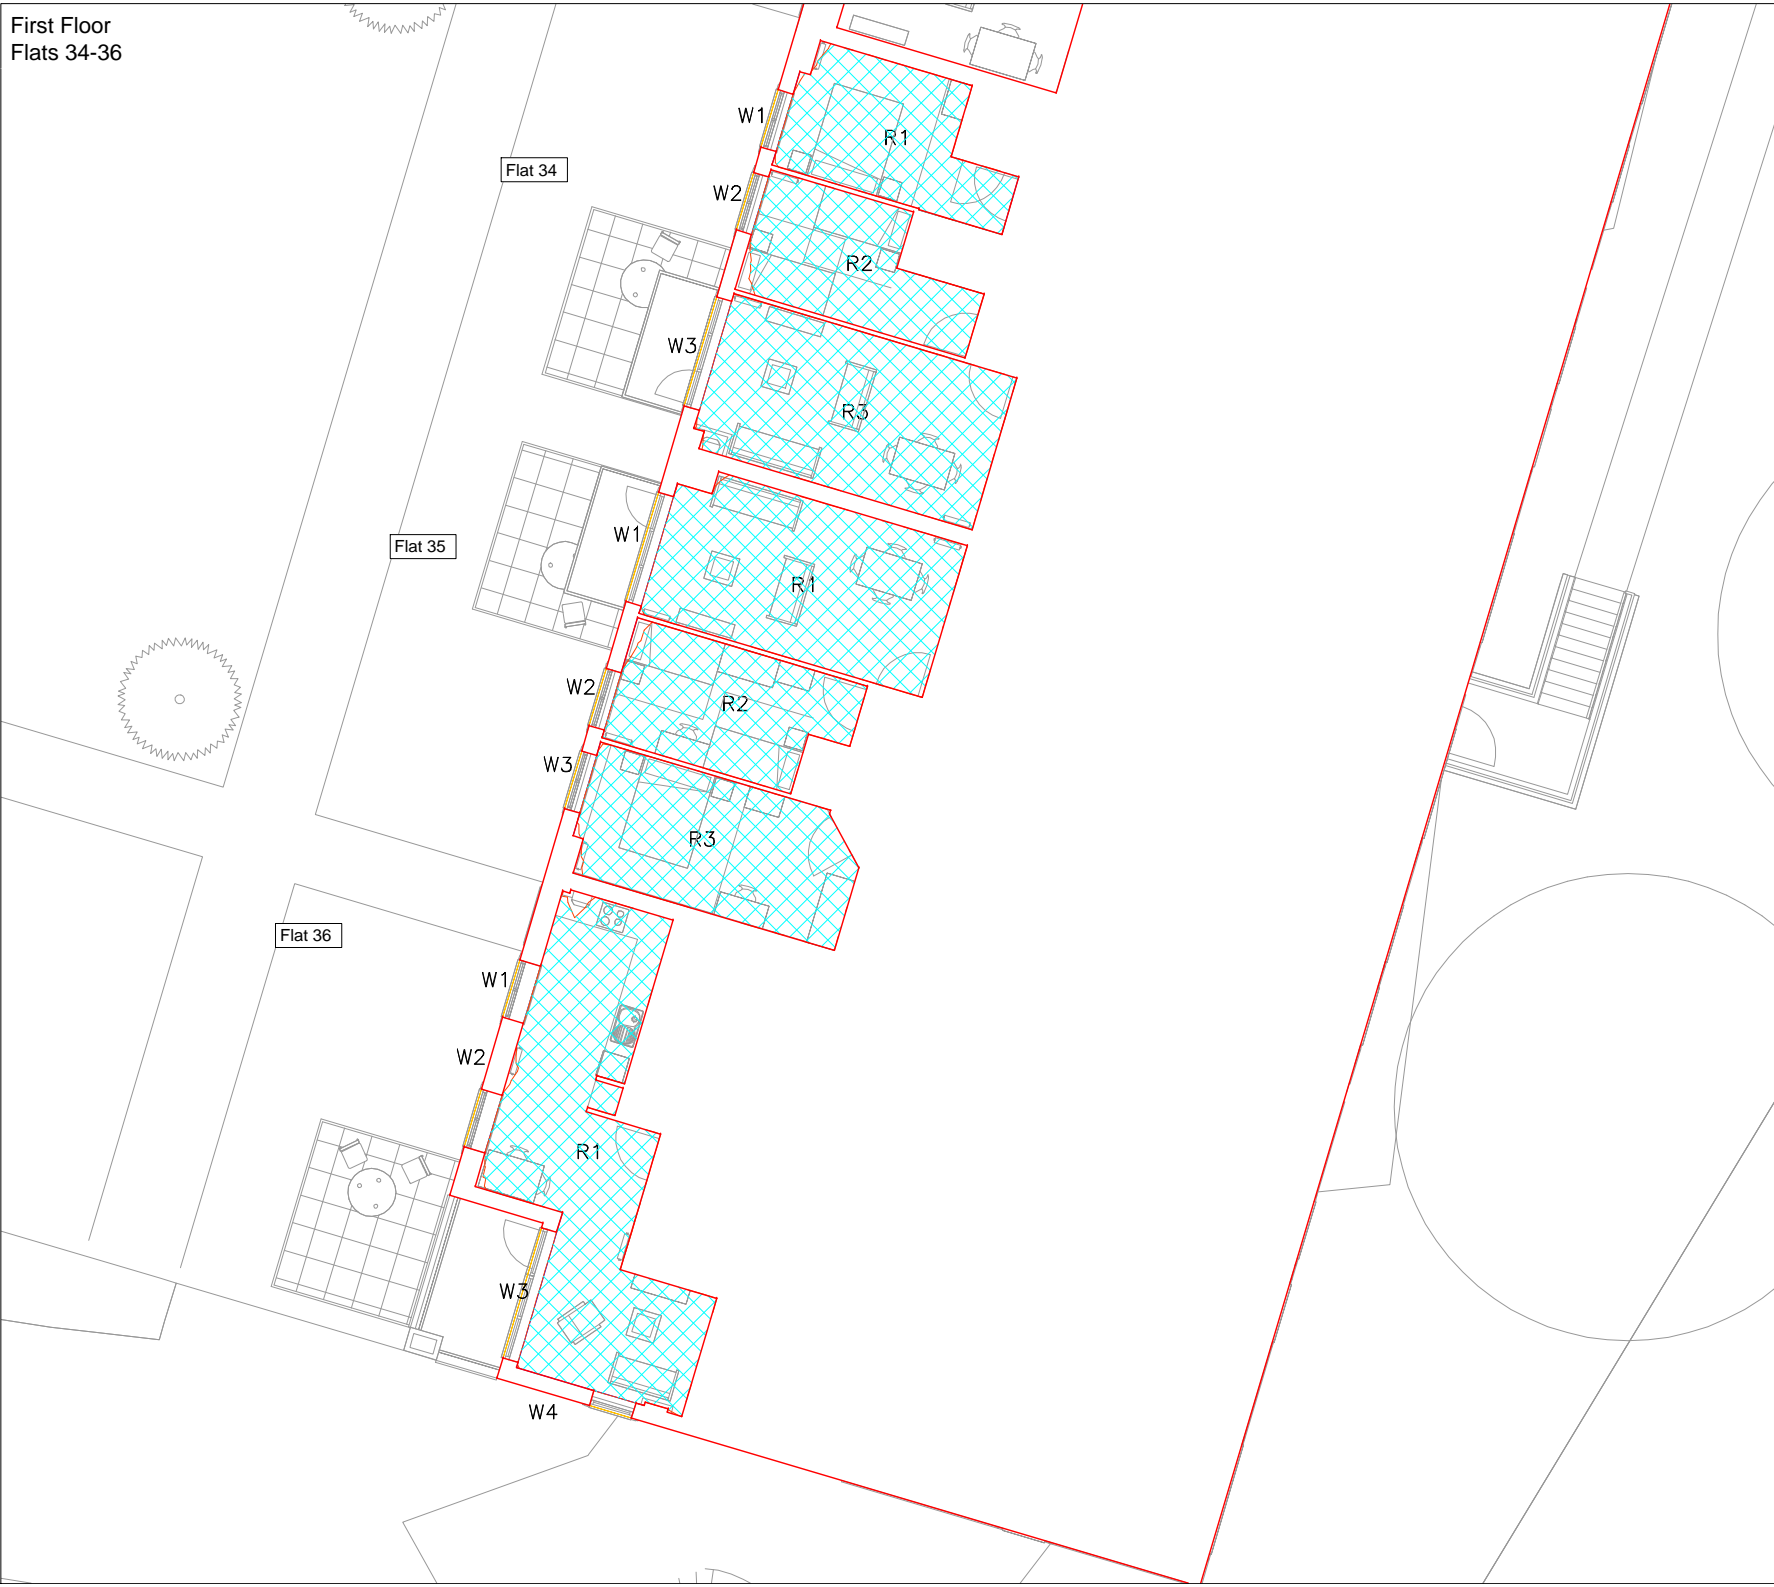 First Floor
Flats 34-36
W1
R1
Flat 34
W2
R2
W3
R3
W1
Flat 35
R1
W2
R2
W3
R3
Flat 36
W1
W2
R1
W3
W4